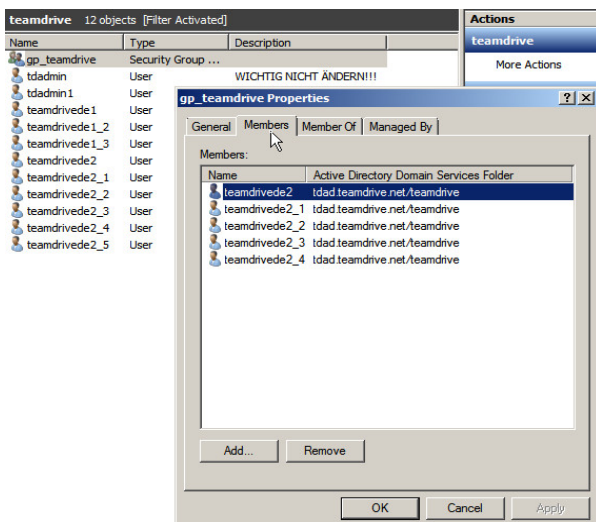 teamdrive 12 objects [Filter Activated]
Name Type Description
gp_teamdrive Security Group ...
tdadmin User WICHTIG NICHT ÄNDERN!!!
tdadmin1 User
teamdrivede1 User
teamdrivede1_2 User
teamdrivede1_3 User
teamdrivede2 User
teamdrivede2_1 User
teamdrivede2_2 User
teamdrivede2_3 User
teamdrivede2_4 User
teamdrivede2_5 User
Actions
teamdrive
More Actions
gp_teamdrive Properties
General Members Member Of Managed By
Members:
Name Active Directory Domain Services Folder
teamdrivede2 tdad.teamdrive.net/teamdrive
teamdrivede2_1 tdad.teamdrive.net/teamdrive
teamdrivede2_2 tdad.teamdrive.net/teamdrive
teamdrivede2_3 tdad.teamdrive.net/teamdrive
teamdrivede2_4 tdad.teamdrive.net/teamdrive
Add... Remove
OK Cancel Apply